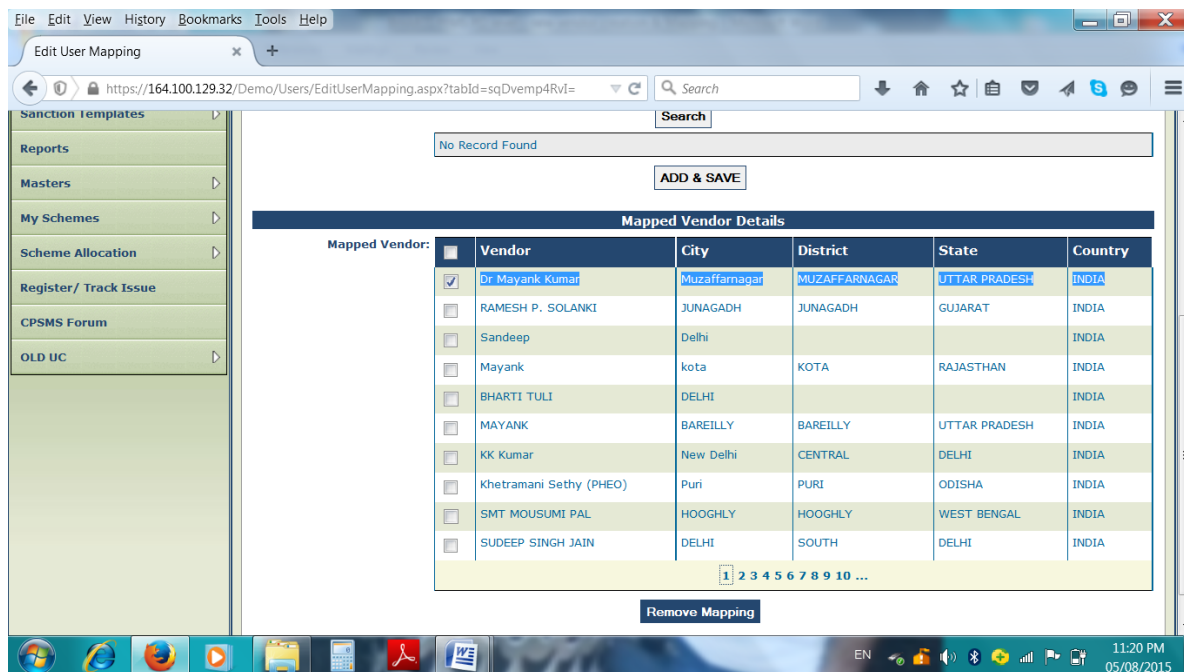 File Edit View History Bookmarks Tools Help
Edit User Mapping
https://164.100.129.32/Demo/Users/EditUserMapping.aspx?tabId=sqDvemp4RvI=
Search
Sanction Templates
Reports
Masters
My Schemes
Scheme Allocation
Register/ Track Issue
CPSMS Forum
OLD UC
Search
No Record Found
ADD & SAVE
Mapped Vendor Details
Mapped Vendor:
Vendor City District State Country
Dr Mayank Kumar Muzaffarnagar MUZAFFARNAGAR UTTAR PRADESH INDIA
RAMESH P. SOLANKI JUNAGADH JUNAGADH GUJARAT INDIA
Sandeep Delhi INDIA
Mayank kota KOTA RAJASTHAN INDIA
BHARTI TULI DELHI INDIA
MAYANK BAREILLY BAREILLY UTTAR PRADESH INDIA
KK Kumar New Delhi CENTRAL DELHI INDIA
Khetramani Sethy (PHEO) Puri PURI ODISHA INDIA
SMT MOUSUMI PAL HOOGHLY HOOGHLY WEST BENGAL INDIA
SUDEEP SINGH JAIN DELHI SOUTH DELHI INDIA
1 2 3 4 5 6 7 8 9 10 ...
Remove Mapping
EN
11:20 PM
05/08/2015